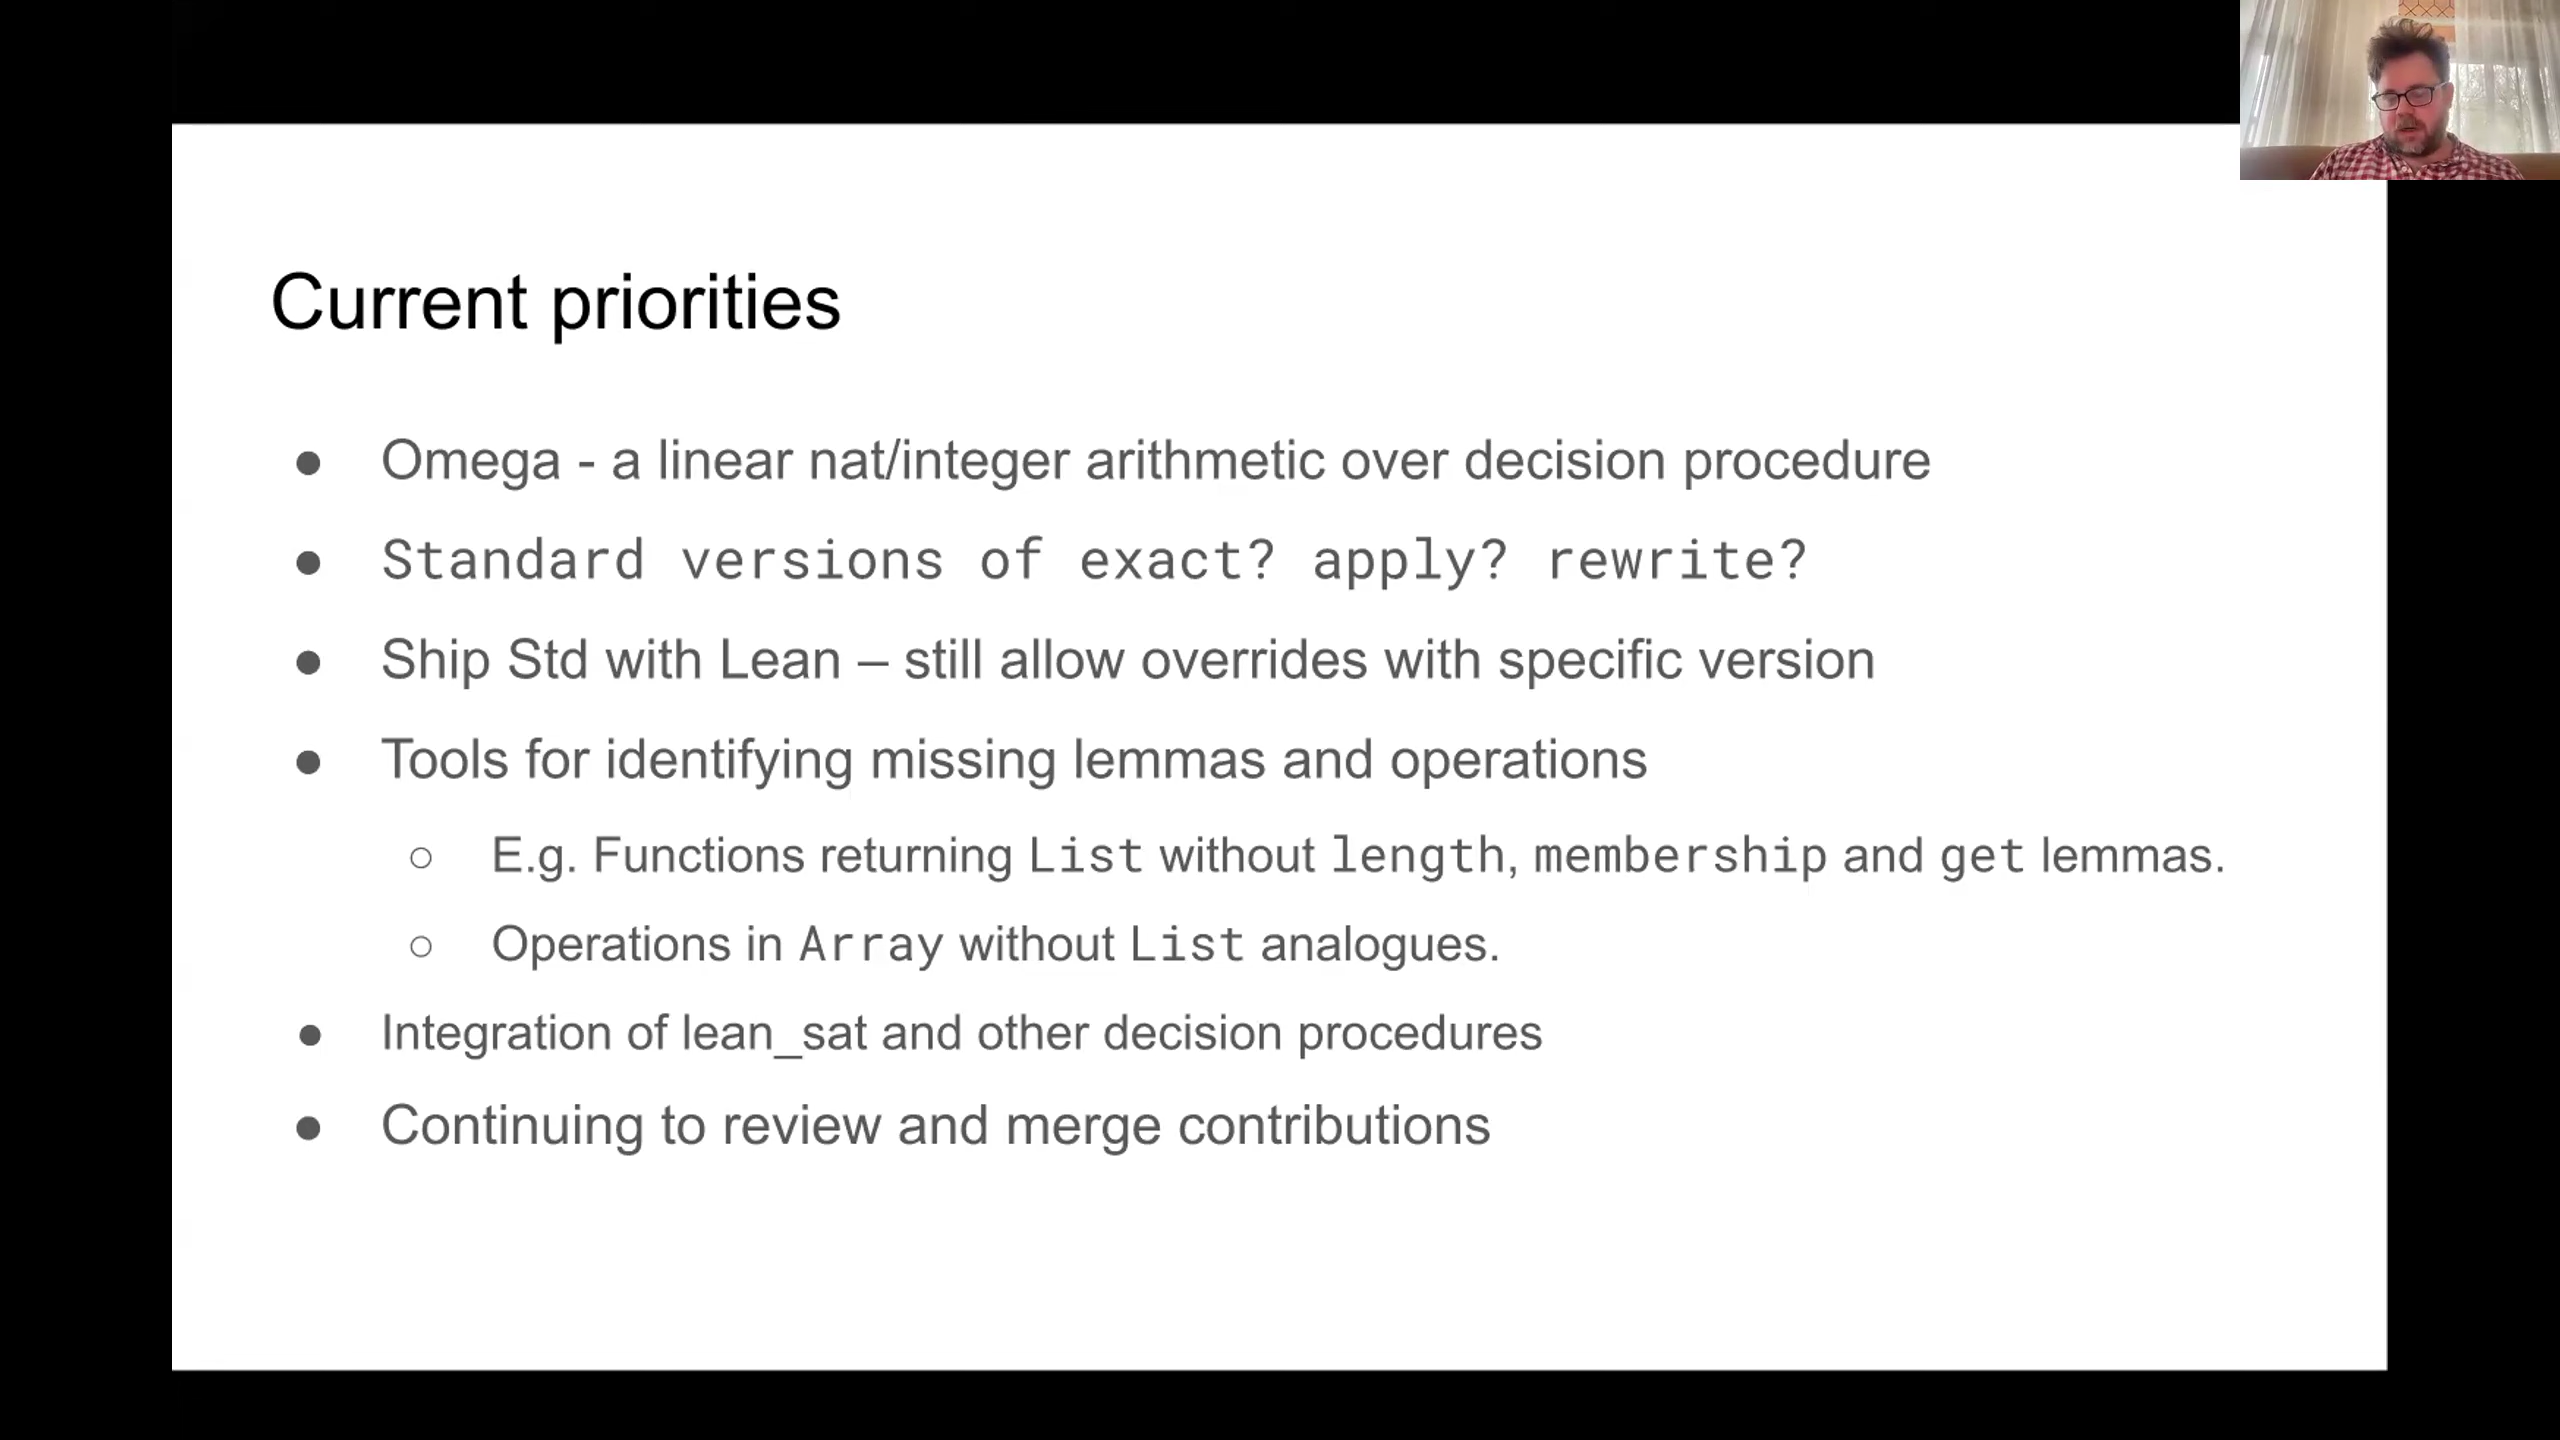 Current priorities
● Omega - a linear nat/integer arithmetic over decision procedure
● Standard versions of exact? apply? rewrite?
● Ship Std with Lean – still allow overrides with specific version
● Tools for identifying missing lemmas and operations
○ E.g. Functions returning List without length, membership and get lemmas.
○ Operations in Array without List analogues.
● Integration of lean_sat and other decision procedures
● Continuing to review and merge contributions